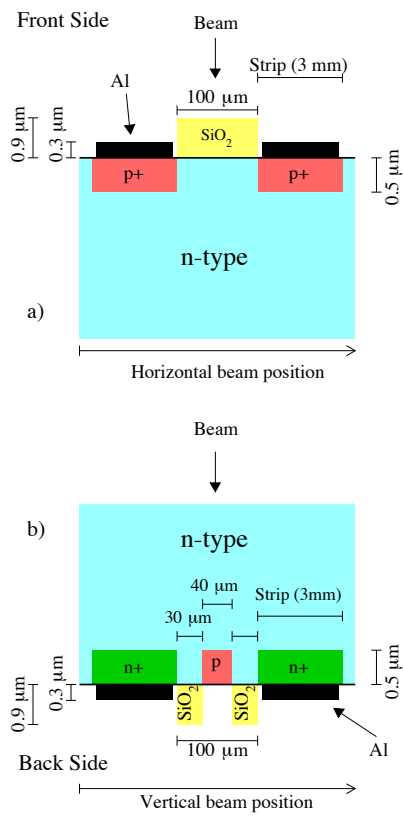 Front Side
Beam
Strip (3 mm)
Al
100 μm
0.9 μm
0.3 μm
SiO2
p+
p+
0.5 μm
n-type
a)
Horizontal beam position
Beam
b)
n-type
40 μm
Strip (3mm)
30 μm
n+
p
n+
0.5 μm
0.9 μm
0.3 μm
SiO2
SiO2
100 μm
Al
Back Side
Vertical beam position